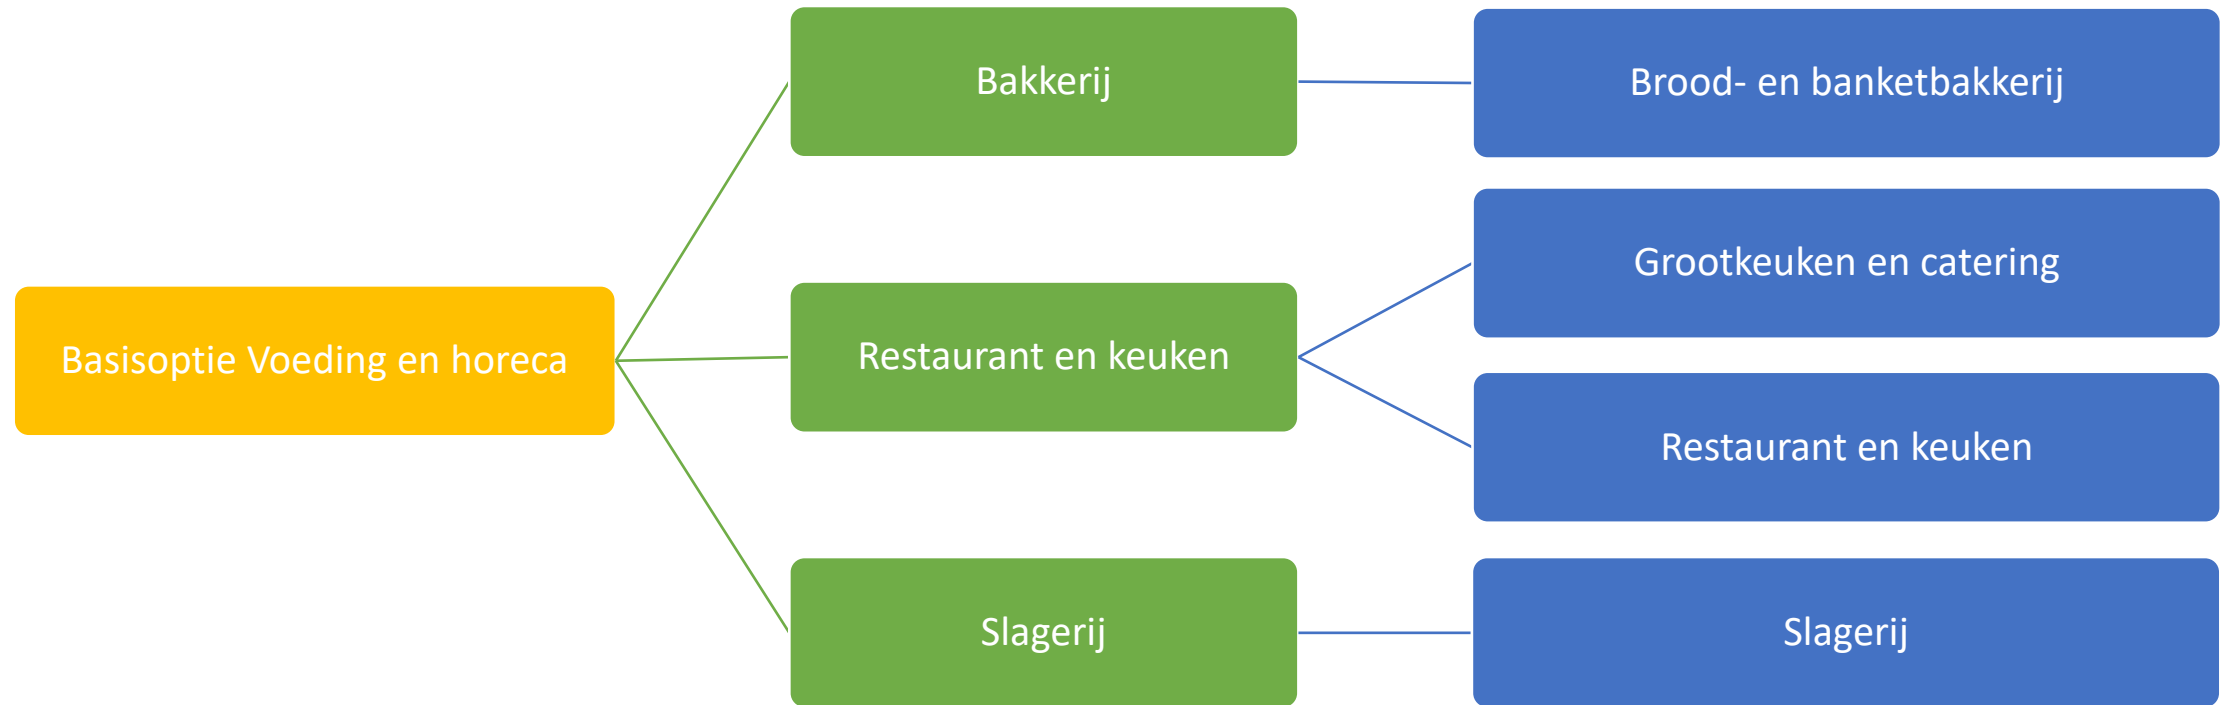 Basisoptie Voeding en horeca
Bakkerij
Brood- en banketbakkerij
Restaurant en keuken
Grootkeuken en catering
Restaurant en keuken
Slagerij
Slagerij